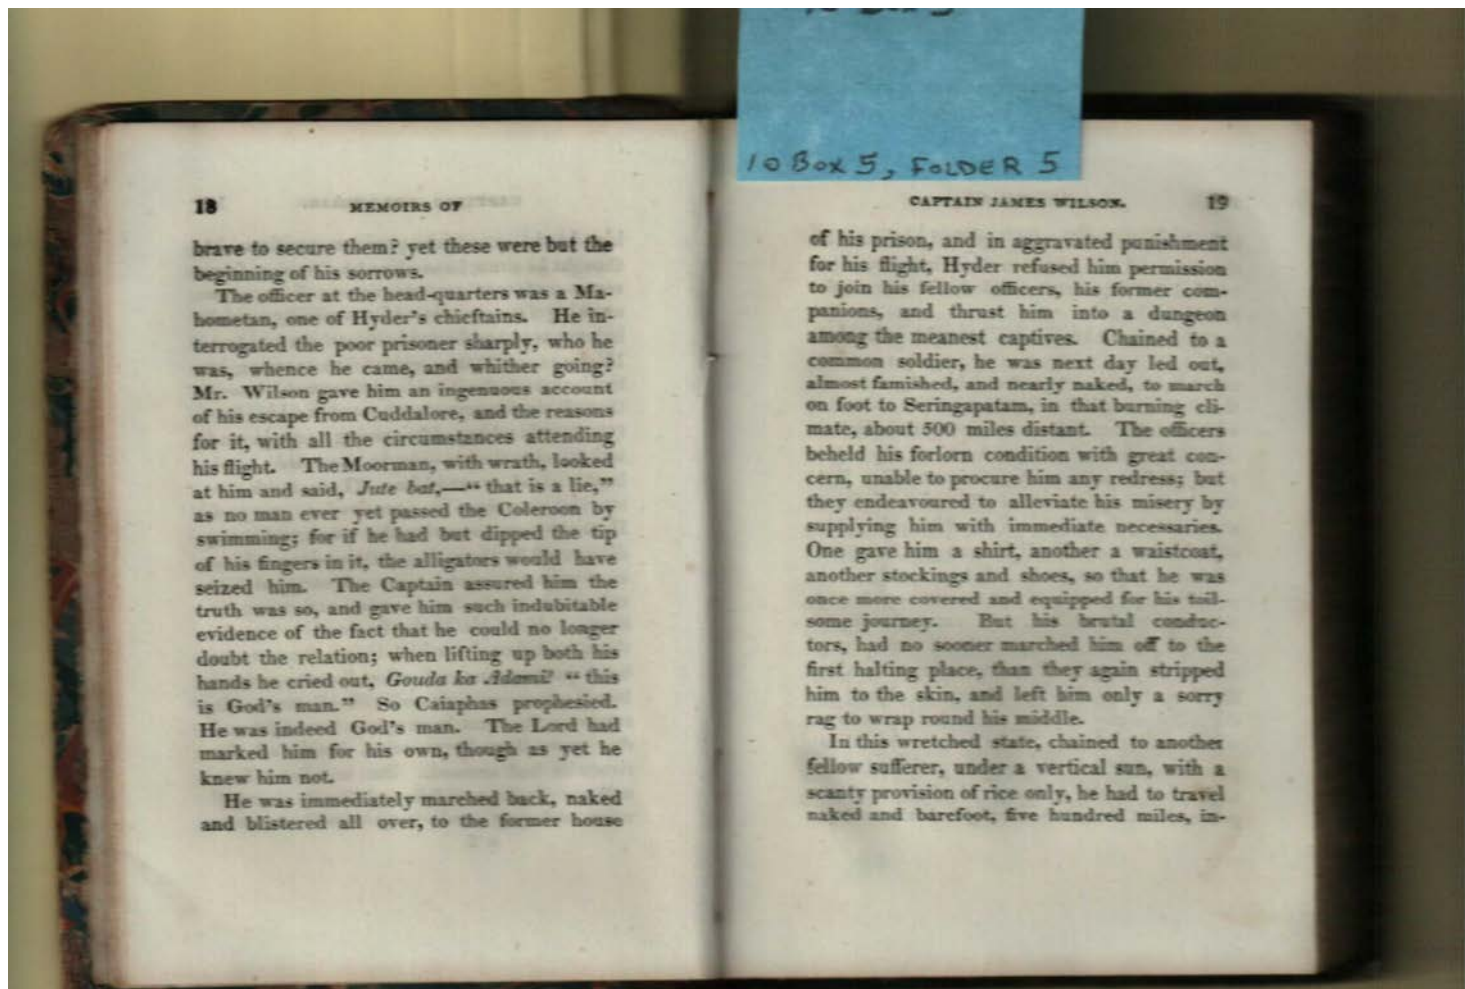 10 BOX 5, FOLDER 5
18 MEMOIRS OF
brave to secure them? yet these were but the
beginning of his sorrows.
The officer at the head-quarters was a Ma-
hometan, one of Hyder's chieftains. He in-
terrogated the poor prisoner sharply, who he
was, whence he came, and whither going?
Mr. Wilson gave him an ingenuous account
of his escape from Cuddalore, and the reasons
for it, with all the circumstances attending
his flight. The Moorman, with wrath, looked
at him and said, Jute bat,—“ that is a lie,”
as no man ever yet passed the Coleroon by
swimming; for if he had but dipped the tip
of his fingers in it, the alligators would have
seized him. The Captain assured him the
truth was so, and gave him such indubitable
evidence of the fact that he could no longer
doubt the relation; when lifting up both his
hands he cried out, Gouda ka Adami! “ this
is God's man.” So Caiaphas prophesied.
He was indeed God's man. The Lord had
marked him for his own, though as yet he
knew him not.
He was immediately marched back, naked
and blistered all over, to the former house
CAPTAIN JAMES WILSON. 19
of his prison, and in aggravated punishment
for his flight, Hyder refused him permission
to join his fellow officers, his former com-
panions, and thrust him into a dungeon
among the meanest captives. Chained to a
common soldier, he was next day led out,
almost famished, and nearly naked, to march
on foot to Seringapatam, in that burning cli-
mate, about 500 miles distant. The officers
beheld his forlorn condition with great con-
cern, unable to procure him any redress; but
they endeavoured to alleviate his misery by
supplying him with immediate necessaries.
One gave him a shirt, another a waistcoat,
another stockings and shoes, so that he was
once more covered and equipped for his toil-
some journey. But his brutal conduc-
tors, had no sooner marched him off to the
first halting place, than they again stripped
him to the skin, and left him only a sorry
rag to wrap round his middle.
In this wretched state, chained to another
fellow sufferer, under a vertical sun, with a
scanty provision of rice only, he had to travel
naked and barefoot, five hundred miles, in-